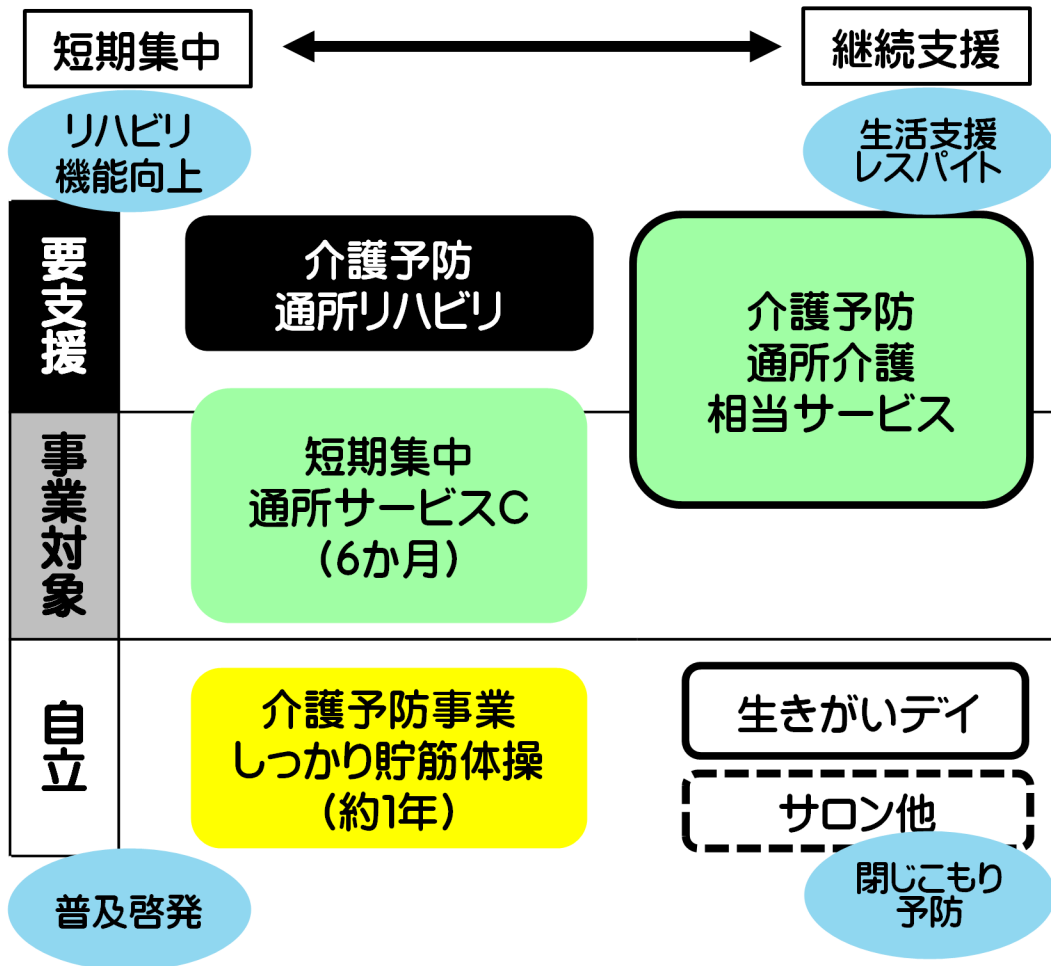 短期集中
継続支援
リハビリ
機能向上
生活支援
レスパイト
要支援
介護予防
通所リハビリ
介護予防
通所介護
相当サービス
事業対象
短期集中
通所サービスC
(6か月)
自立
介護予防事業
しっかり貯筋体操
(約1年)
生きがいデイ
サロン他
普及啓発
閉じこもり
予防